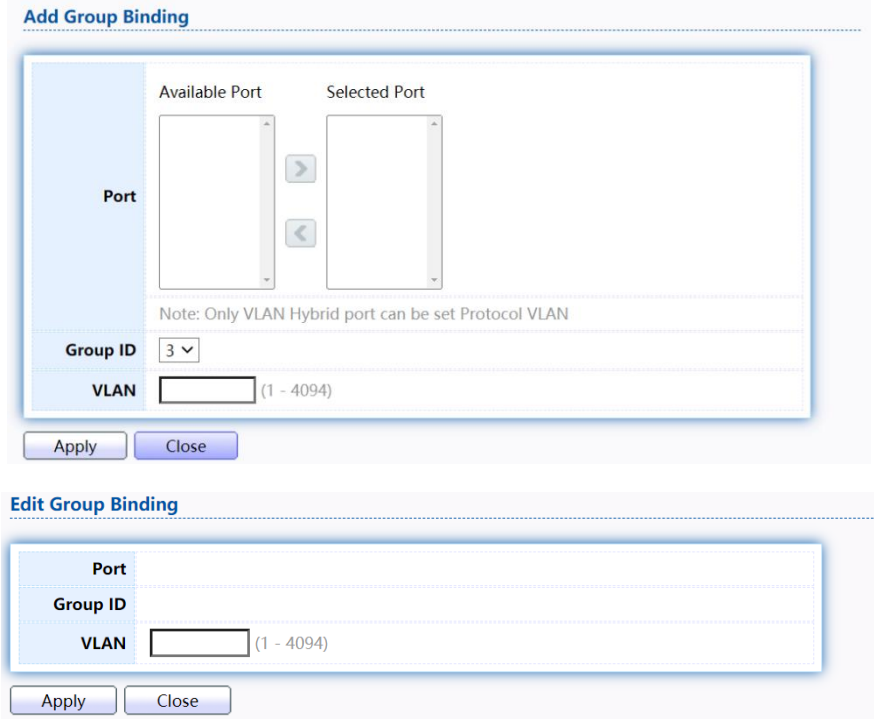 Add Group Binding
Available Port Selected Port
Port
Note: Only VLAN Hybrid port can be set Protocol VLAN
Group ID 3
VLAN (1 - 4094)
Apply Close
Edit Group Binding
Port
Group ID
VLAN (1 - 4094)
Apply Close